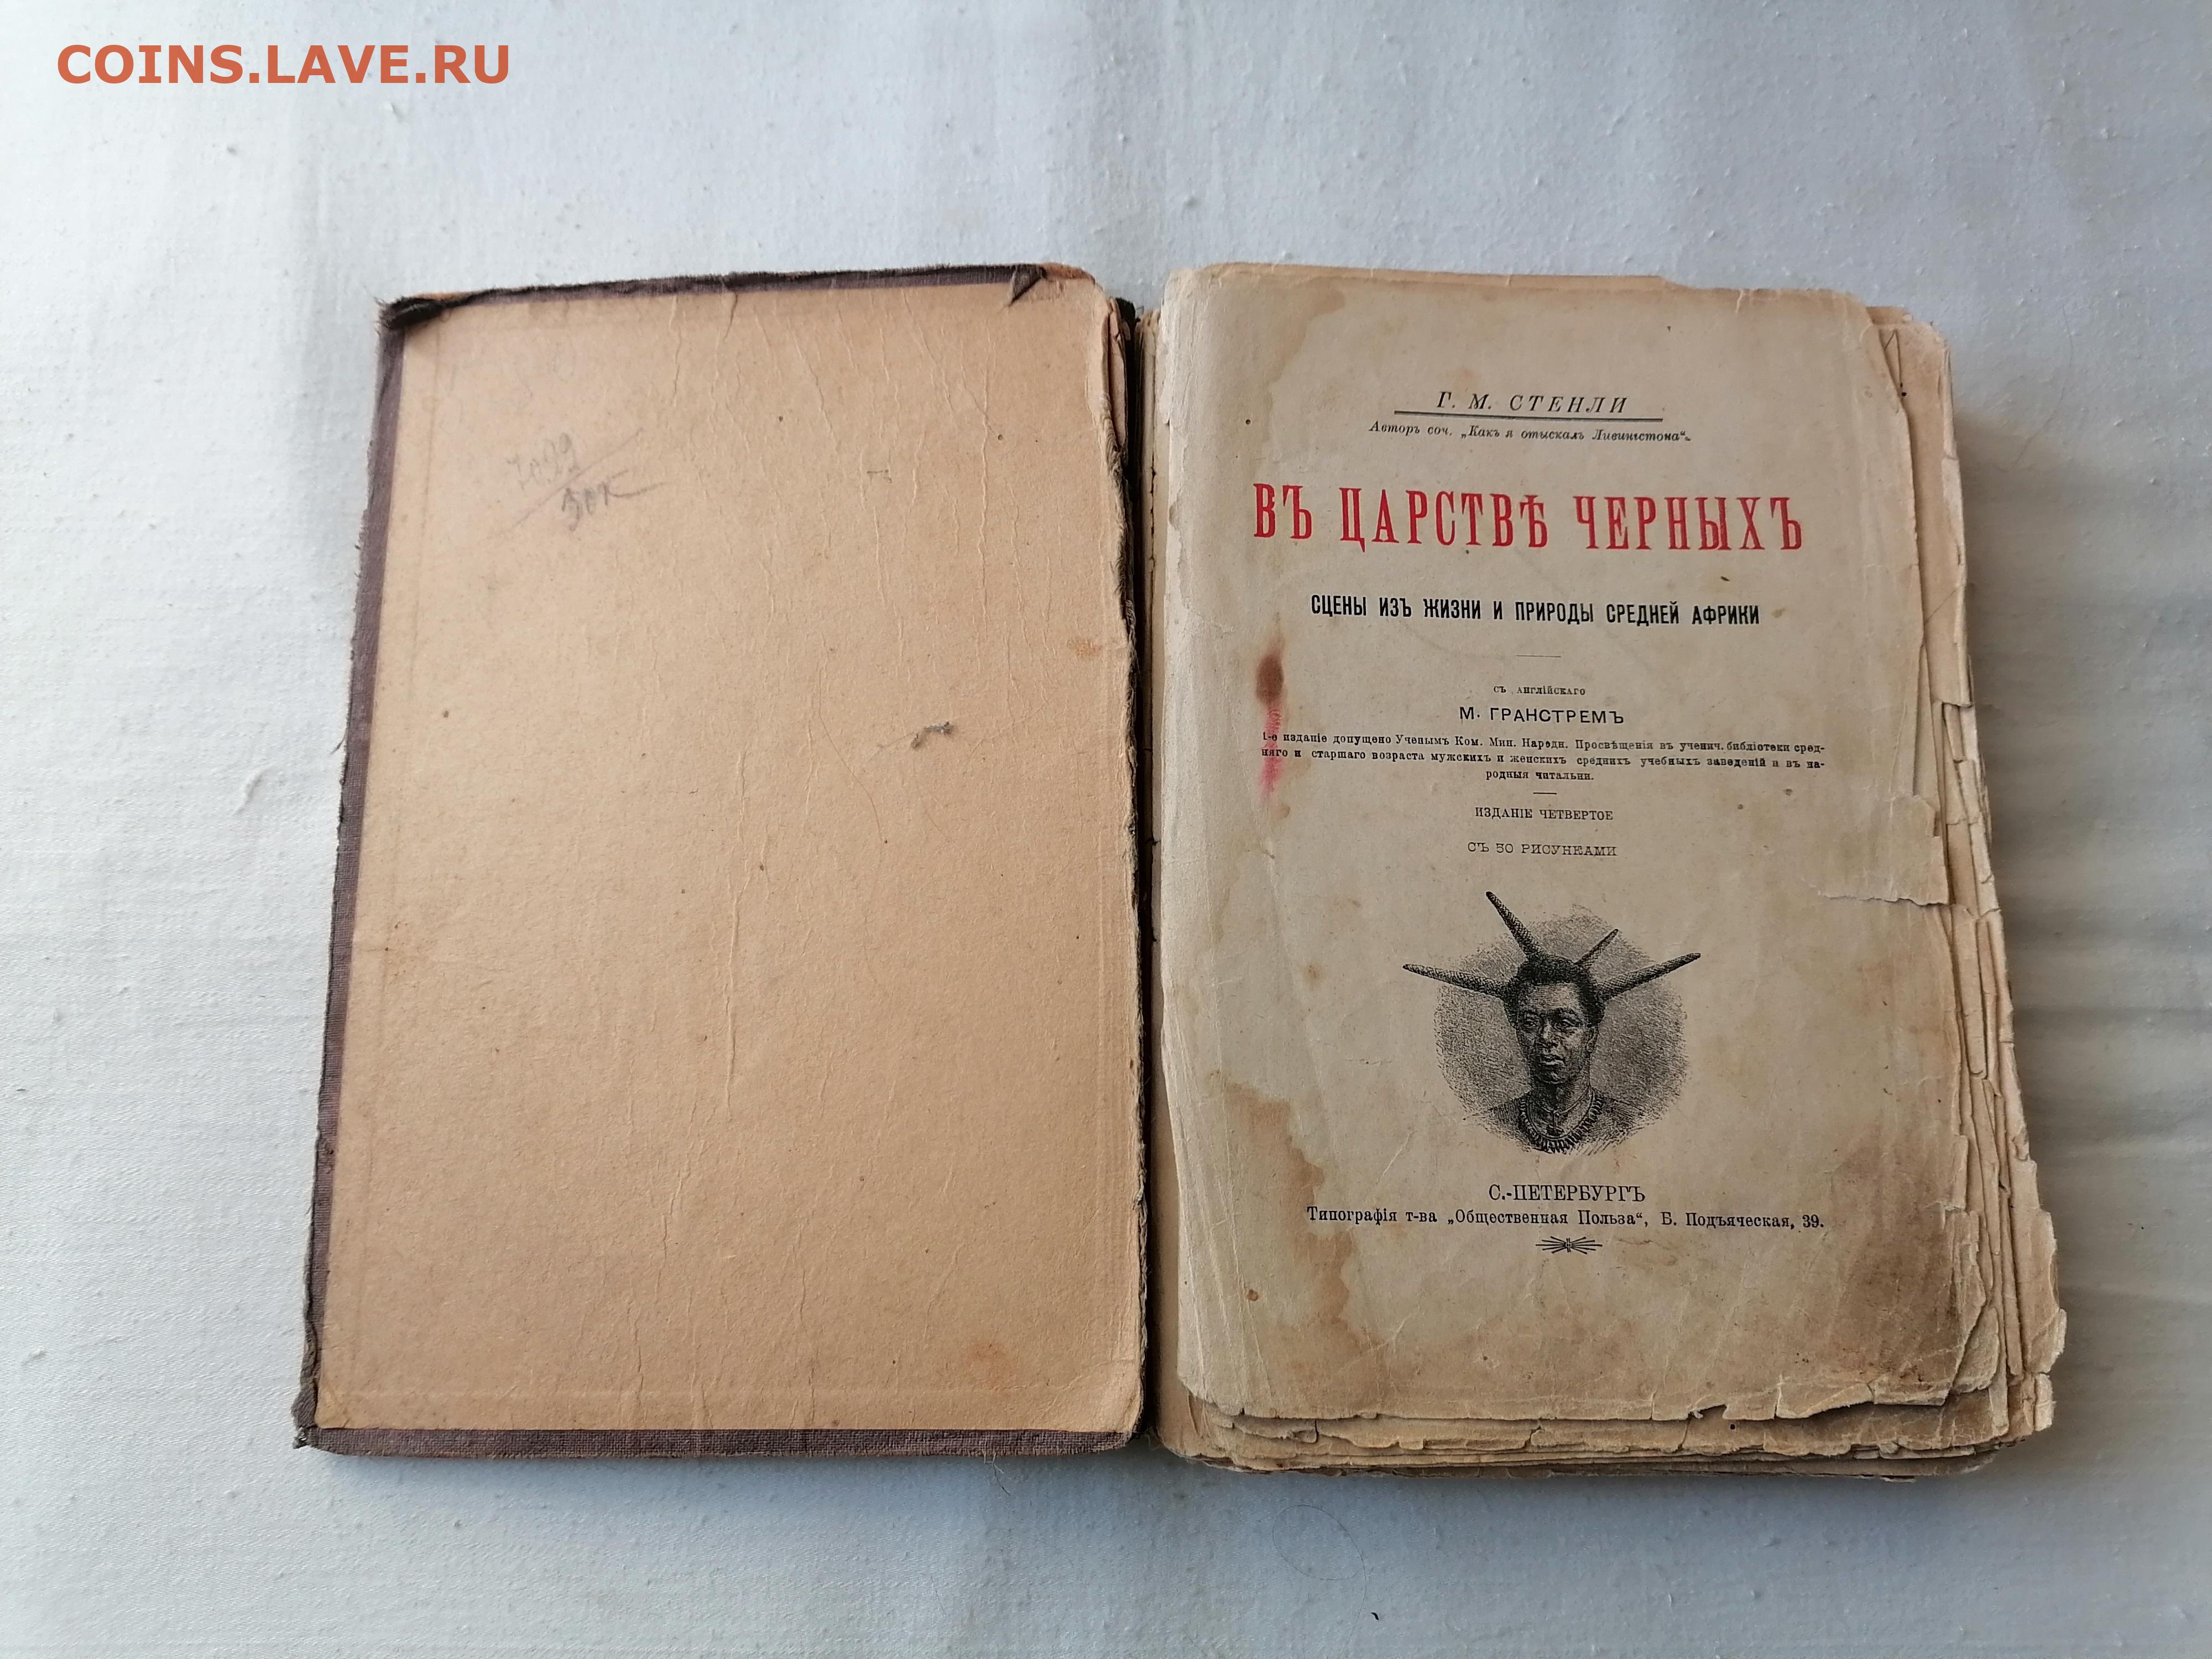 COINS.LAVE.RU
Г. М. СТЕНЛИ
Авторъ соч. „Какъ я отыскалъ Ливингстона“.
ВЪ ЦАРСТВѢ ЧЕРНЫХЪ
СЦЕНЫ ИЗЪ ЖИЗНИ И ПРИРОДЫ СРЕДНЕЙ АФРИКИ
СЪ АНГЛІЙСКАГО
М. ГРАНСТРЕМЪ
1-е изданіе допущено Ученымъ Ком. Мин. Народн. Просвѣщенія въ ученич. библіотеки сред-
няго и старшаго возраста мужскихъ и женскихъ среднихъ учебныхъ заведеній и въ на-
родныя читальни.
ИЗДАНІЕ ЧЕТВЕРТОЕ
СЪ 50 РИСУНКАМИ
С.-ПЕТЕРБУРГЪ
Типографія т-ва „Общественная Польза“, Б. Подъяческая, 39.